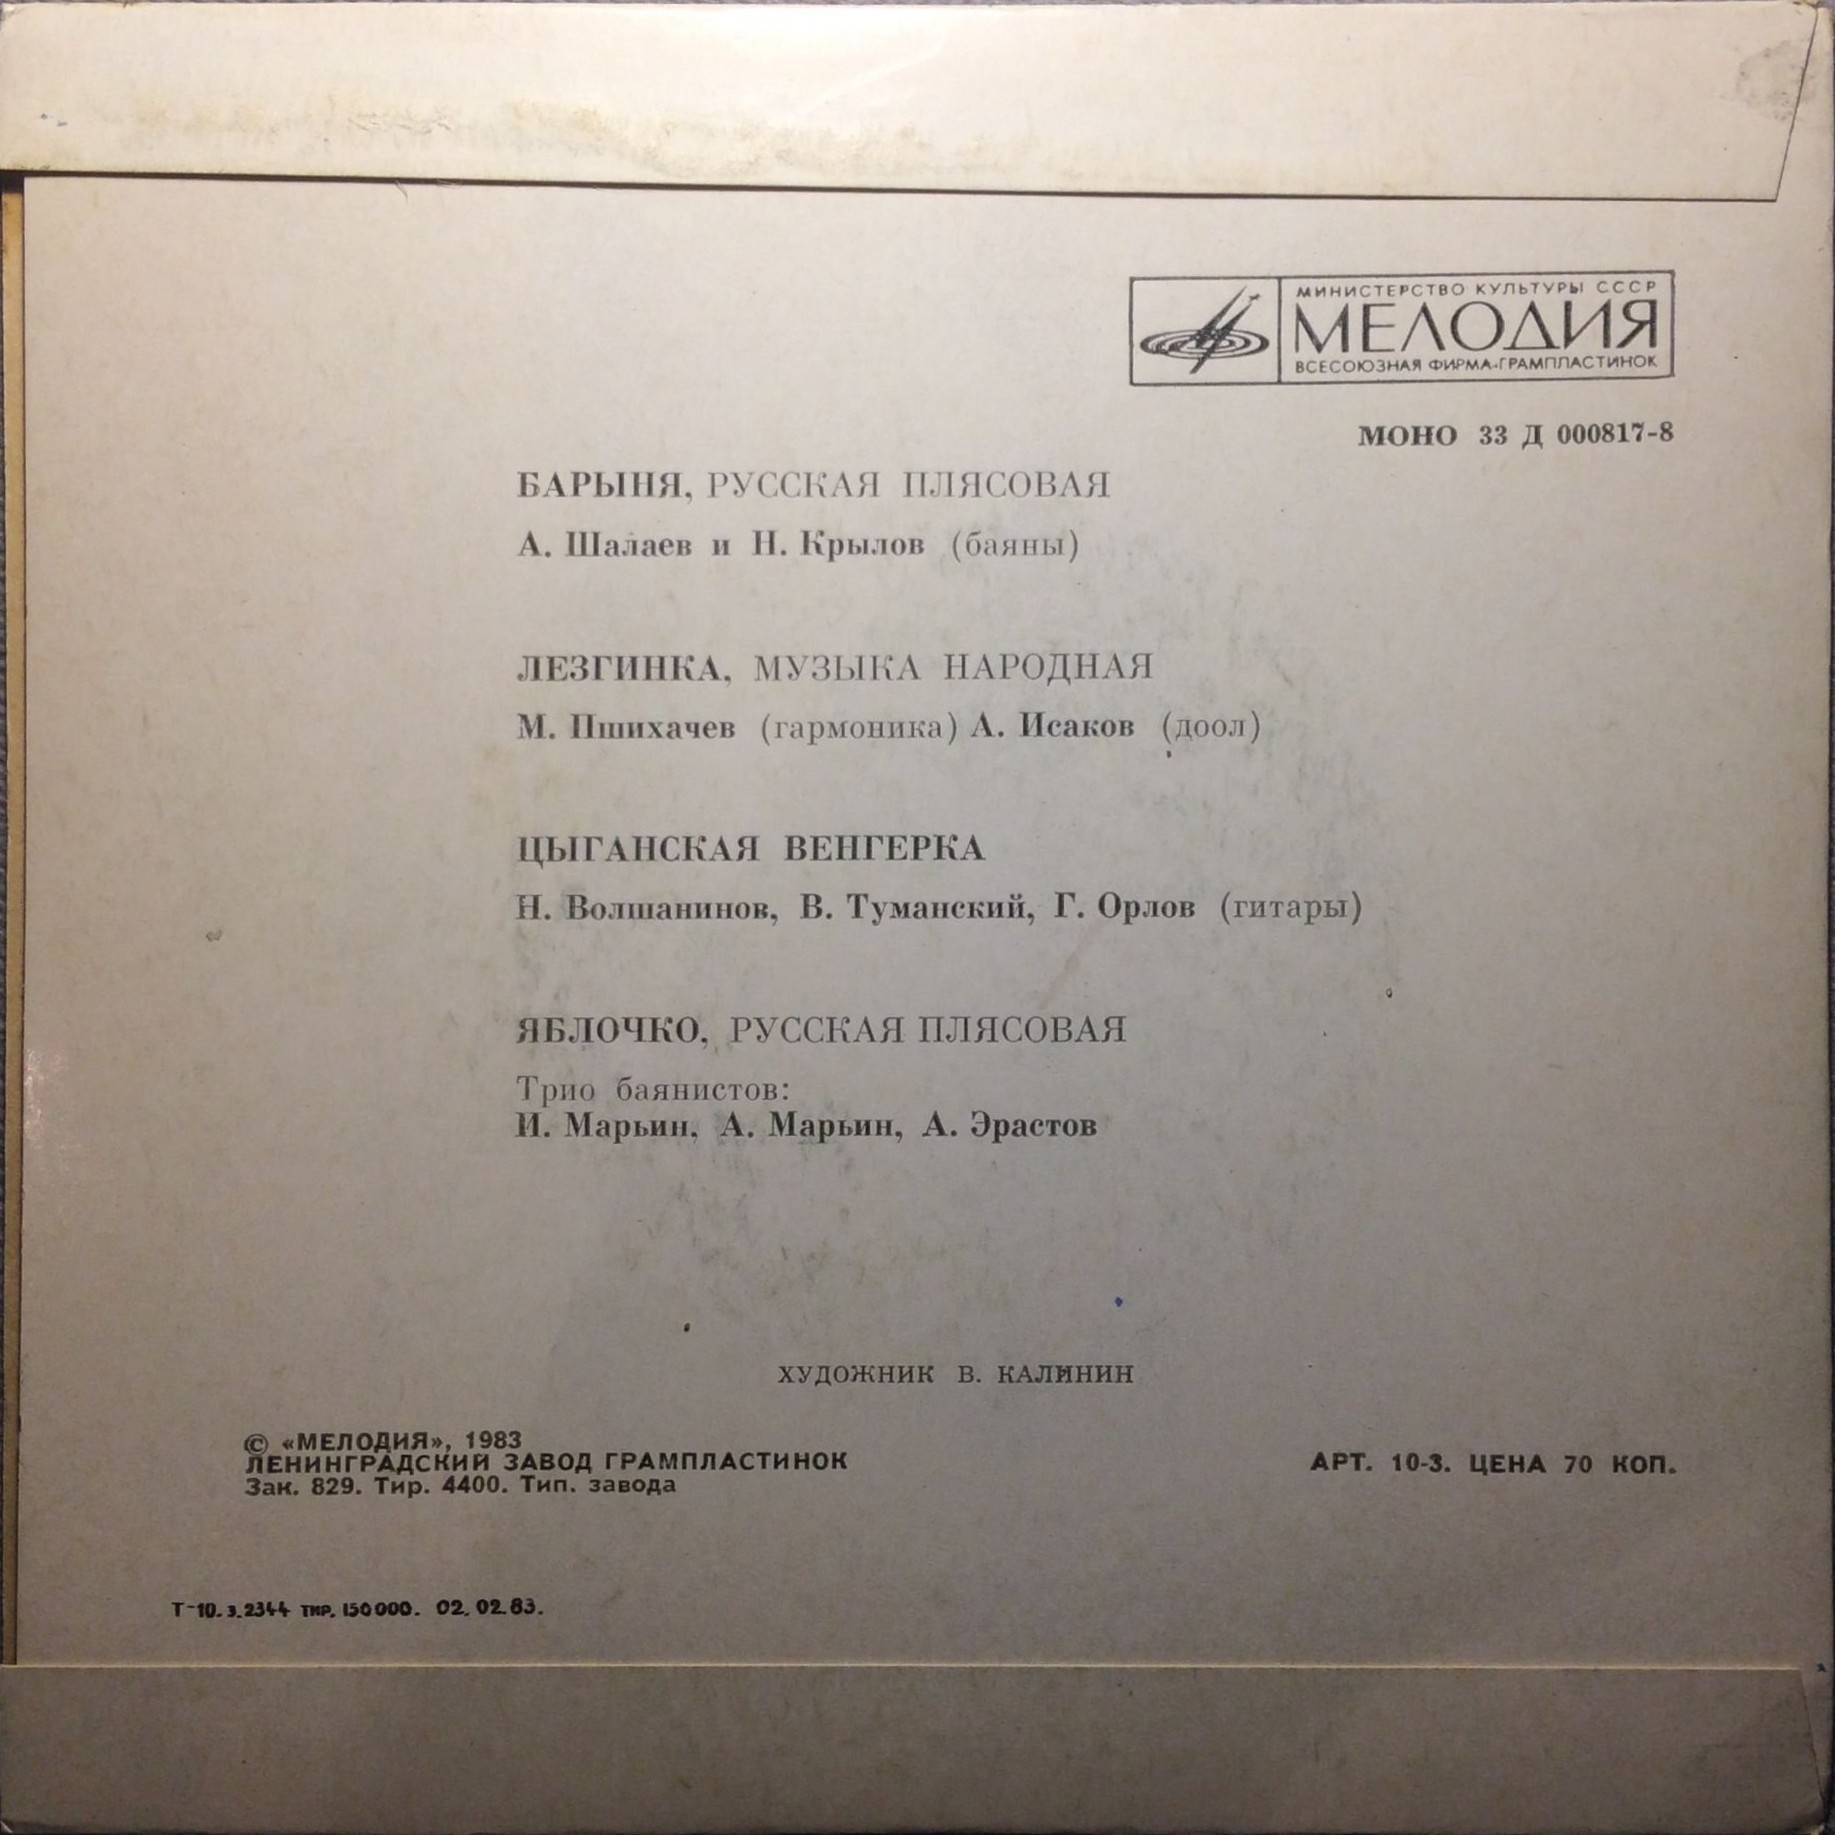 МИНИСТЕРСТВО КУЛЬТУРЫ СССР
МЕЛОДИЯ
ВСЕСОЮЗНАЯ ФИРМА·ГРАМПЛАСТИНОК
МОНО 33 Д 000817-8
БАРЫНЯ, РУССКАЯ ПЛЯСОВАЯ
А. Шалаев и Н. Крылов (баяны)
ЛЕЗГИНКА, МУЗЫКА НАРОДНАЯ
М. Пшихачев (гармоника) А. Исаков (доол)
ЦЫГАНСКАЯ ВЕНГЕРКА
Н. Волшанинов, В. Туманский, Г. Орлов (гитары)
ЯБЛОЧКО, РУССКАЯ ПЛЯСОВАЯ
Трио баянистов:
И. Марьин, А. Марьин, А. Эрастов
ХУДОЖНИК В. КАЛИНИН
© «МЕЛОДИЯ», 1983
ЛЕНИНГРАДСКИЙ ЗАВОД ГРАМПЛАСТИНОК
Зак. 829. Тир. 4400. Тип. завода
АРТ. 10-3. ЦЕНА 70 КОП.
Т-10.з.2344 тир. 150000. 02.02.83.